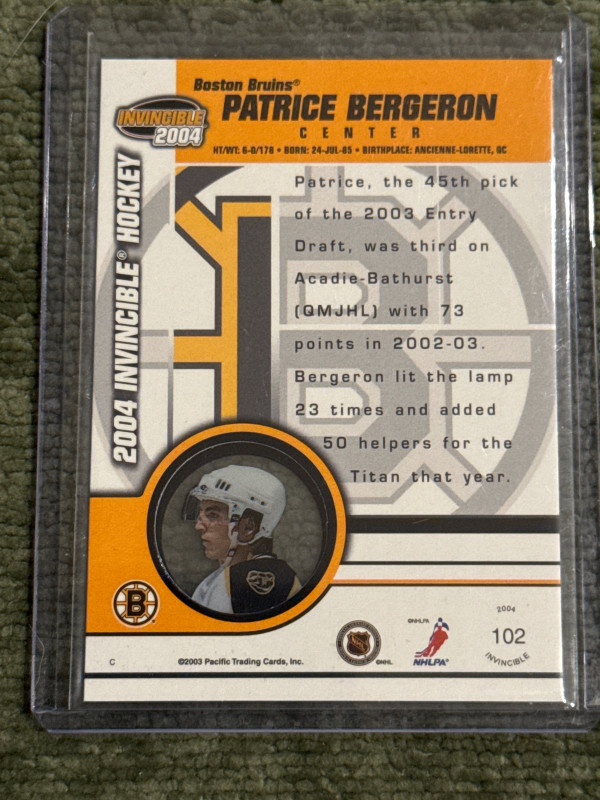 Boston Bruins®
PATRICE BERGERON
CENTER
HT/WT: 6-0/178 • BORN: 24-JUL-85 • BIRTHPLACE: ANCIENNE-LORETTE, QC
INVINCIBLE
2004
2004 INVINCIBLE® HOCKEY
Patrice, the 45th pick
of the 2003 Entry
Draft, was third on
Acadie-Bathurst
(QMJHL) with 73
points in 2002-03.
Bergeron lit the lamp
23 times and added
50 helpers for the
Titan that year.
B
B
C
©2003 Pacific Trading Cards, Inc.
NHL
©NHL
©NHLPA
NHLPA®
2004
102
INVINCIBLE